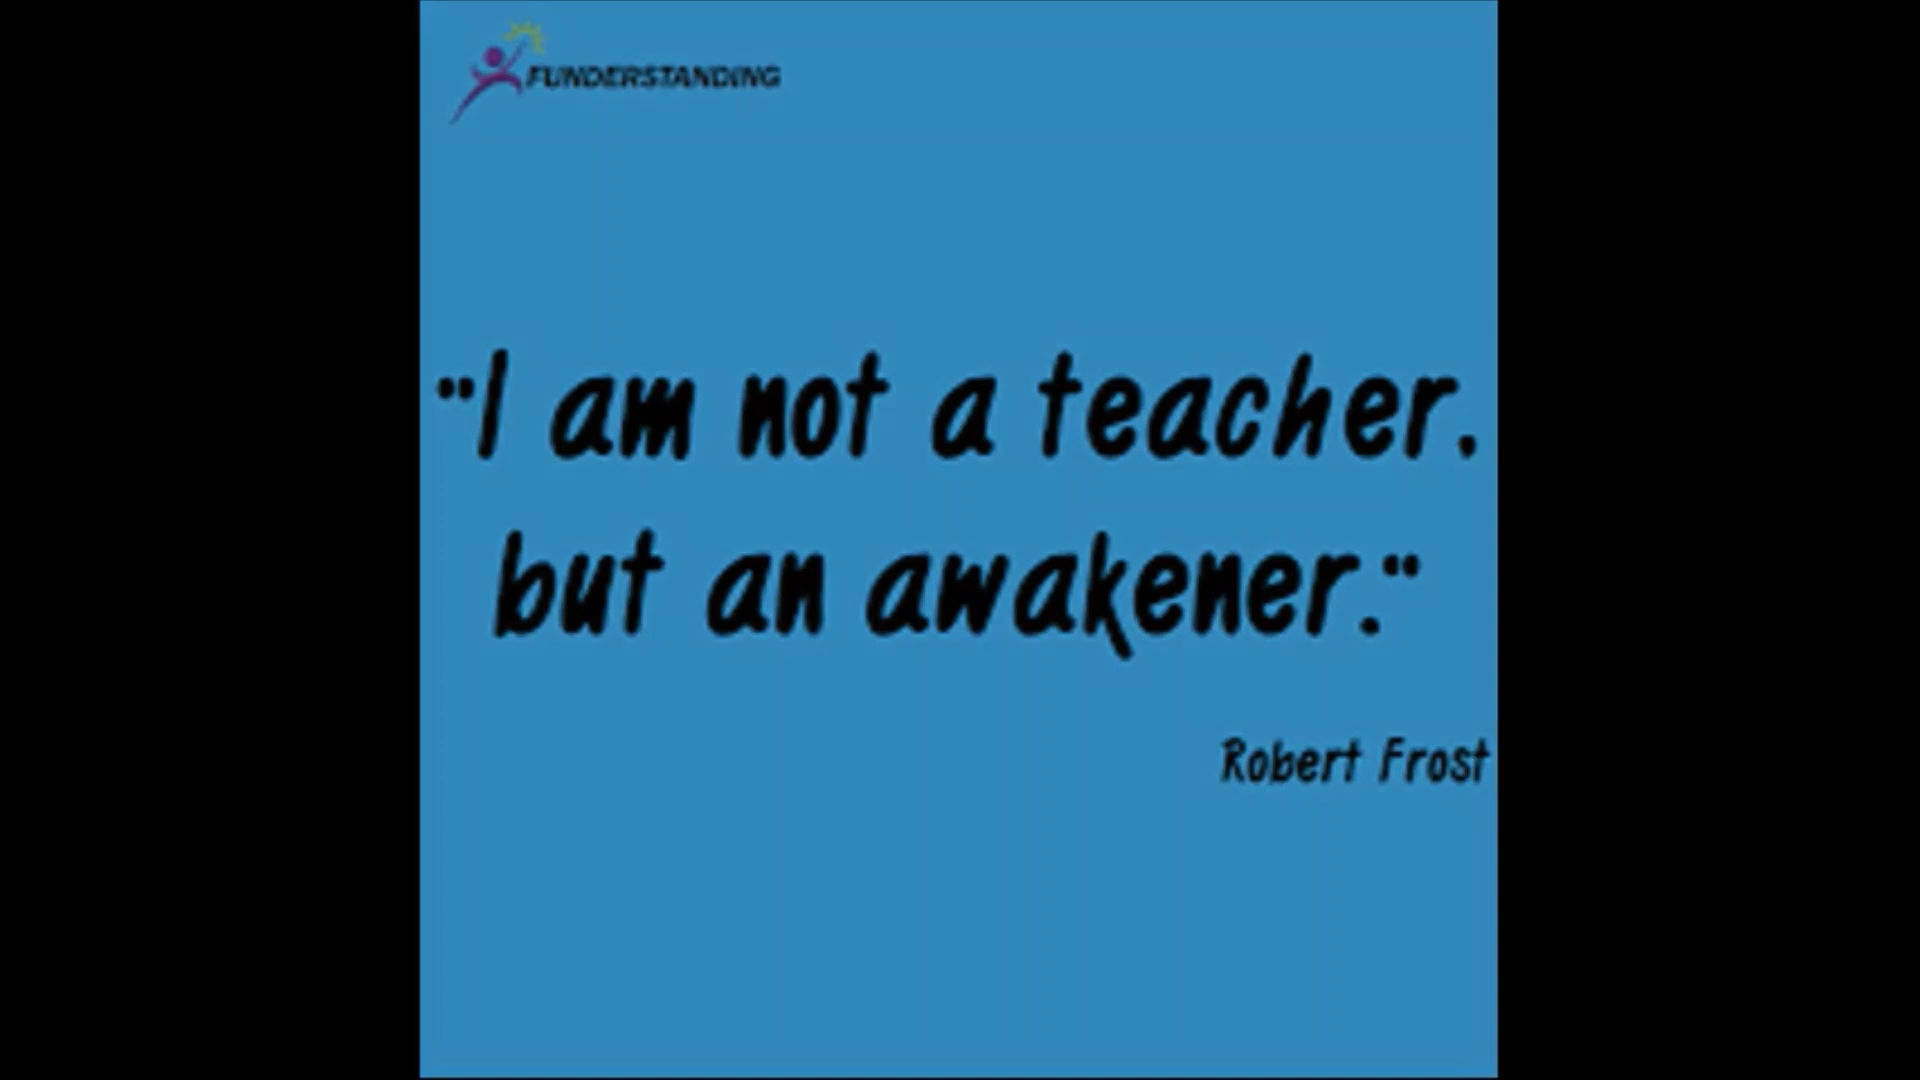 FUNDERSTANDING
"I am not a teacher.
but an awakener."
Robert Frost